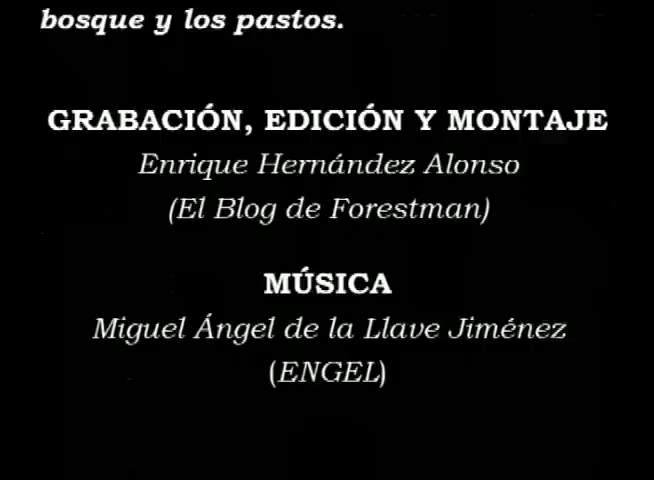 bosque y los pastos.
GRABACIÓN, EDICIÓN Y MONTAJE
Enrique Hernández Alonso
(El Blog de Forestman)
MÚSICA
Miguel Ángel de la Llave Jiménez
(ENGEL)